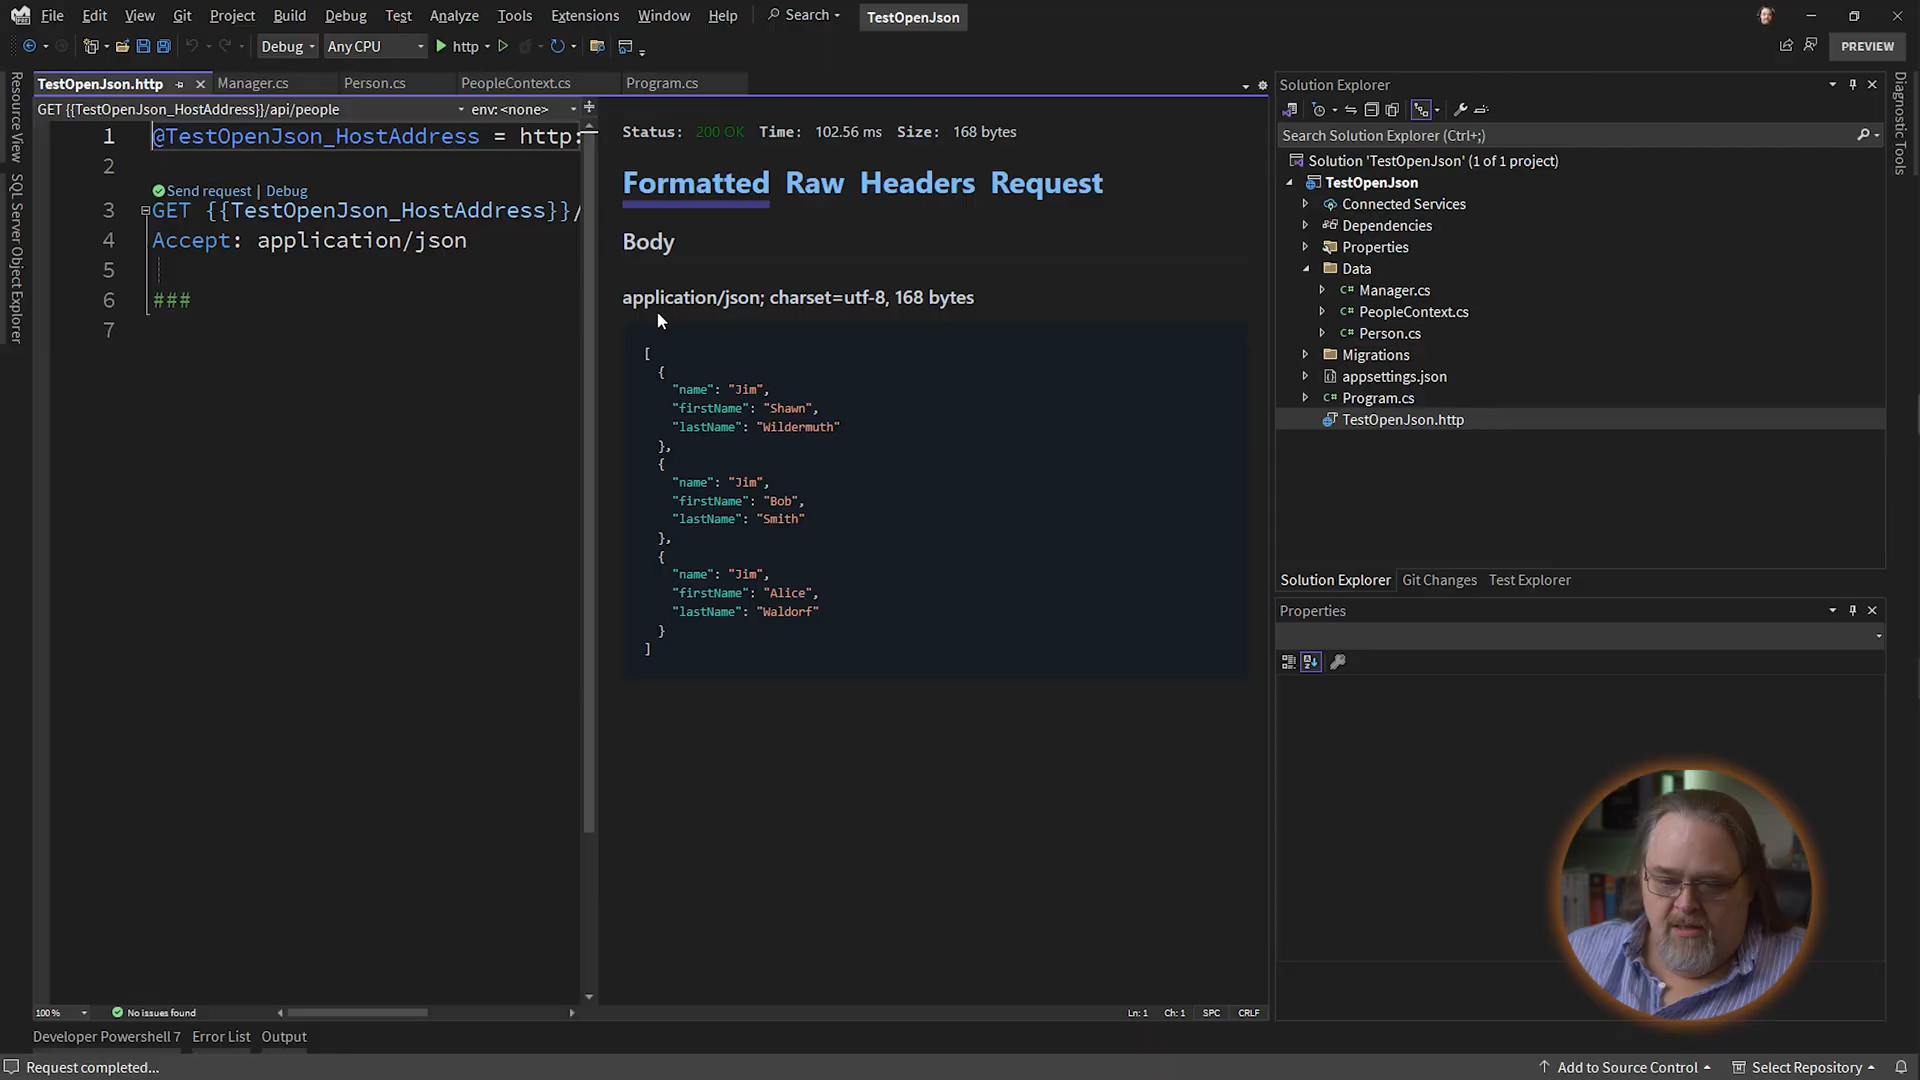 File Edit View Git Project Build Debug Test Analyze Tools Extensions Window Help Search TestOpenJson
Debug Any CPU http PREVIEW
TestOpenJson.http Manager.cs Person.cs PeopleContext.cs Program.cs
GET {{TestOpenJson_HostAddress}}/api/people env: <none>
1 @TestOpenJson_HostAddress = http:
2
Send request | Debug
3 GET {{TestOpenJson_HostAddress}}/
4 Accept: application/json
5
6 ###
7
Resource View
SQL Server Object Explorer
Status: 200 OK Time: 102.56 ms Size: 168 bytes
Formatted Raw Headers Request
Body
application/json; charset=utf-8, 168 bytes
[
{
"name": "Jim",
"firstName": "Shawn",
"lastName": "Wildermuth"
},
{
"name": "Jim",
"firstName": "Bob",
"lastName": "Smith"
},
{
"name": "Jim",
"firstName": "Alice",
"lastName": "Waldorf"
}
]
Solution Explorer
Search Solution Explorer (Ctrl+;)
Solution 'TestOpenJson' (1 of 1 project)
TestOpenJson
Connected Services
Dependencies
Properties
Data
C# Manager.cs
C# PeopleContext.cs
C# Person.cs
Migrations
appsettings.json
C# Program.cs
TestOpenJson.http
Solution Explorer Git Changes Test Explorer
Properties
Diagnostic Tools
100 % No issues found Ln: 1 Ch: 1 SPC CRLF
Developer Powershell 7 Error List Output
Request completed... Add to Source Control Select Repository